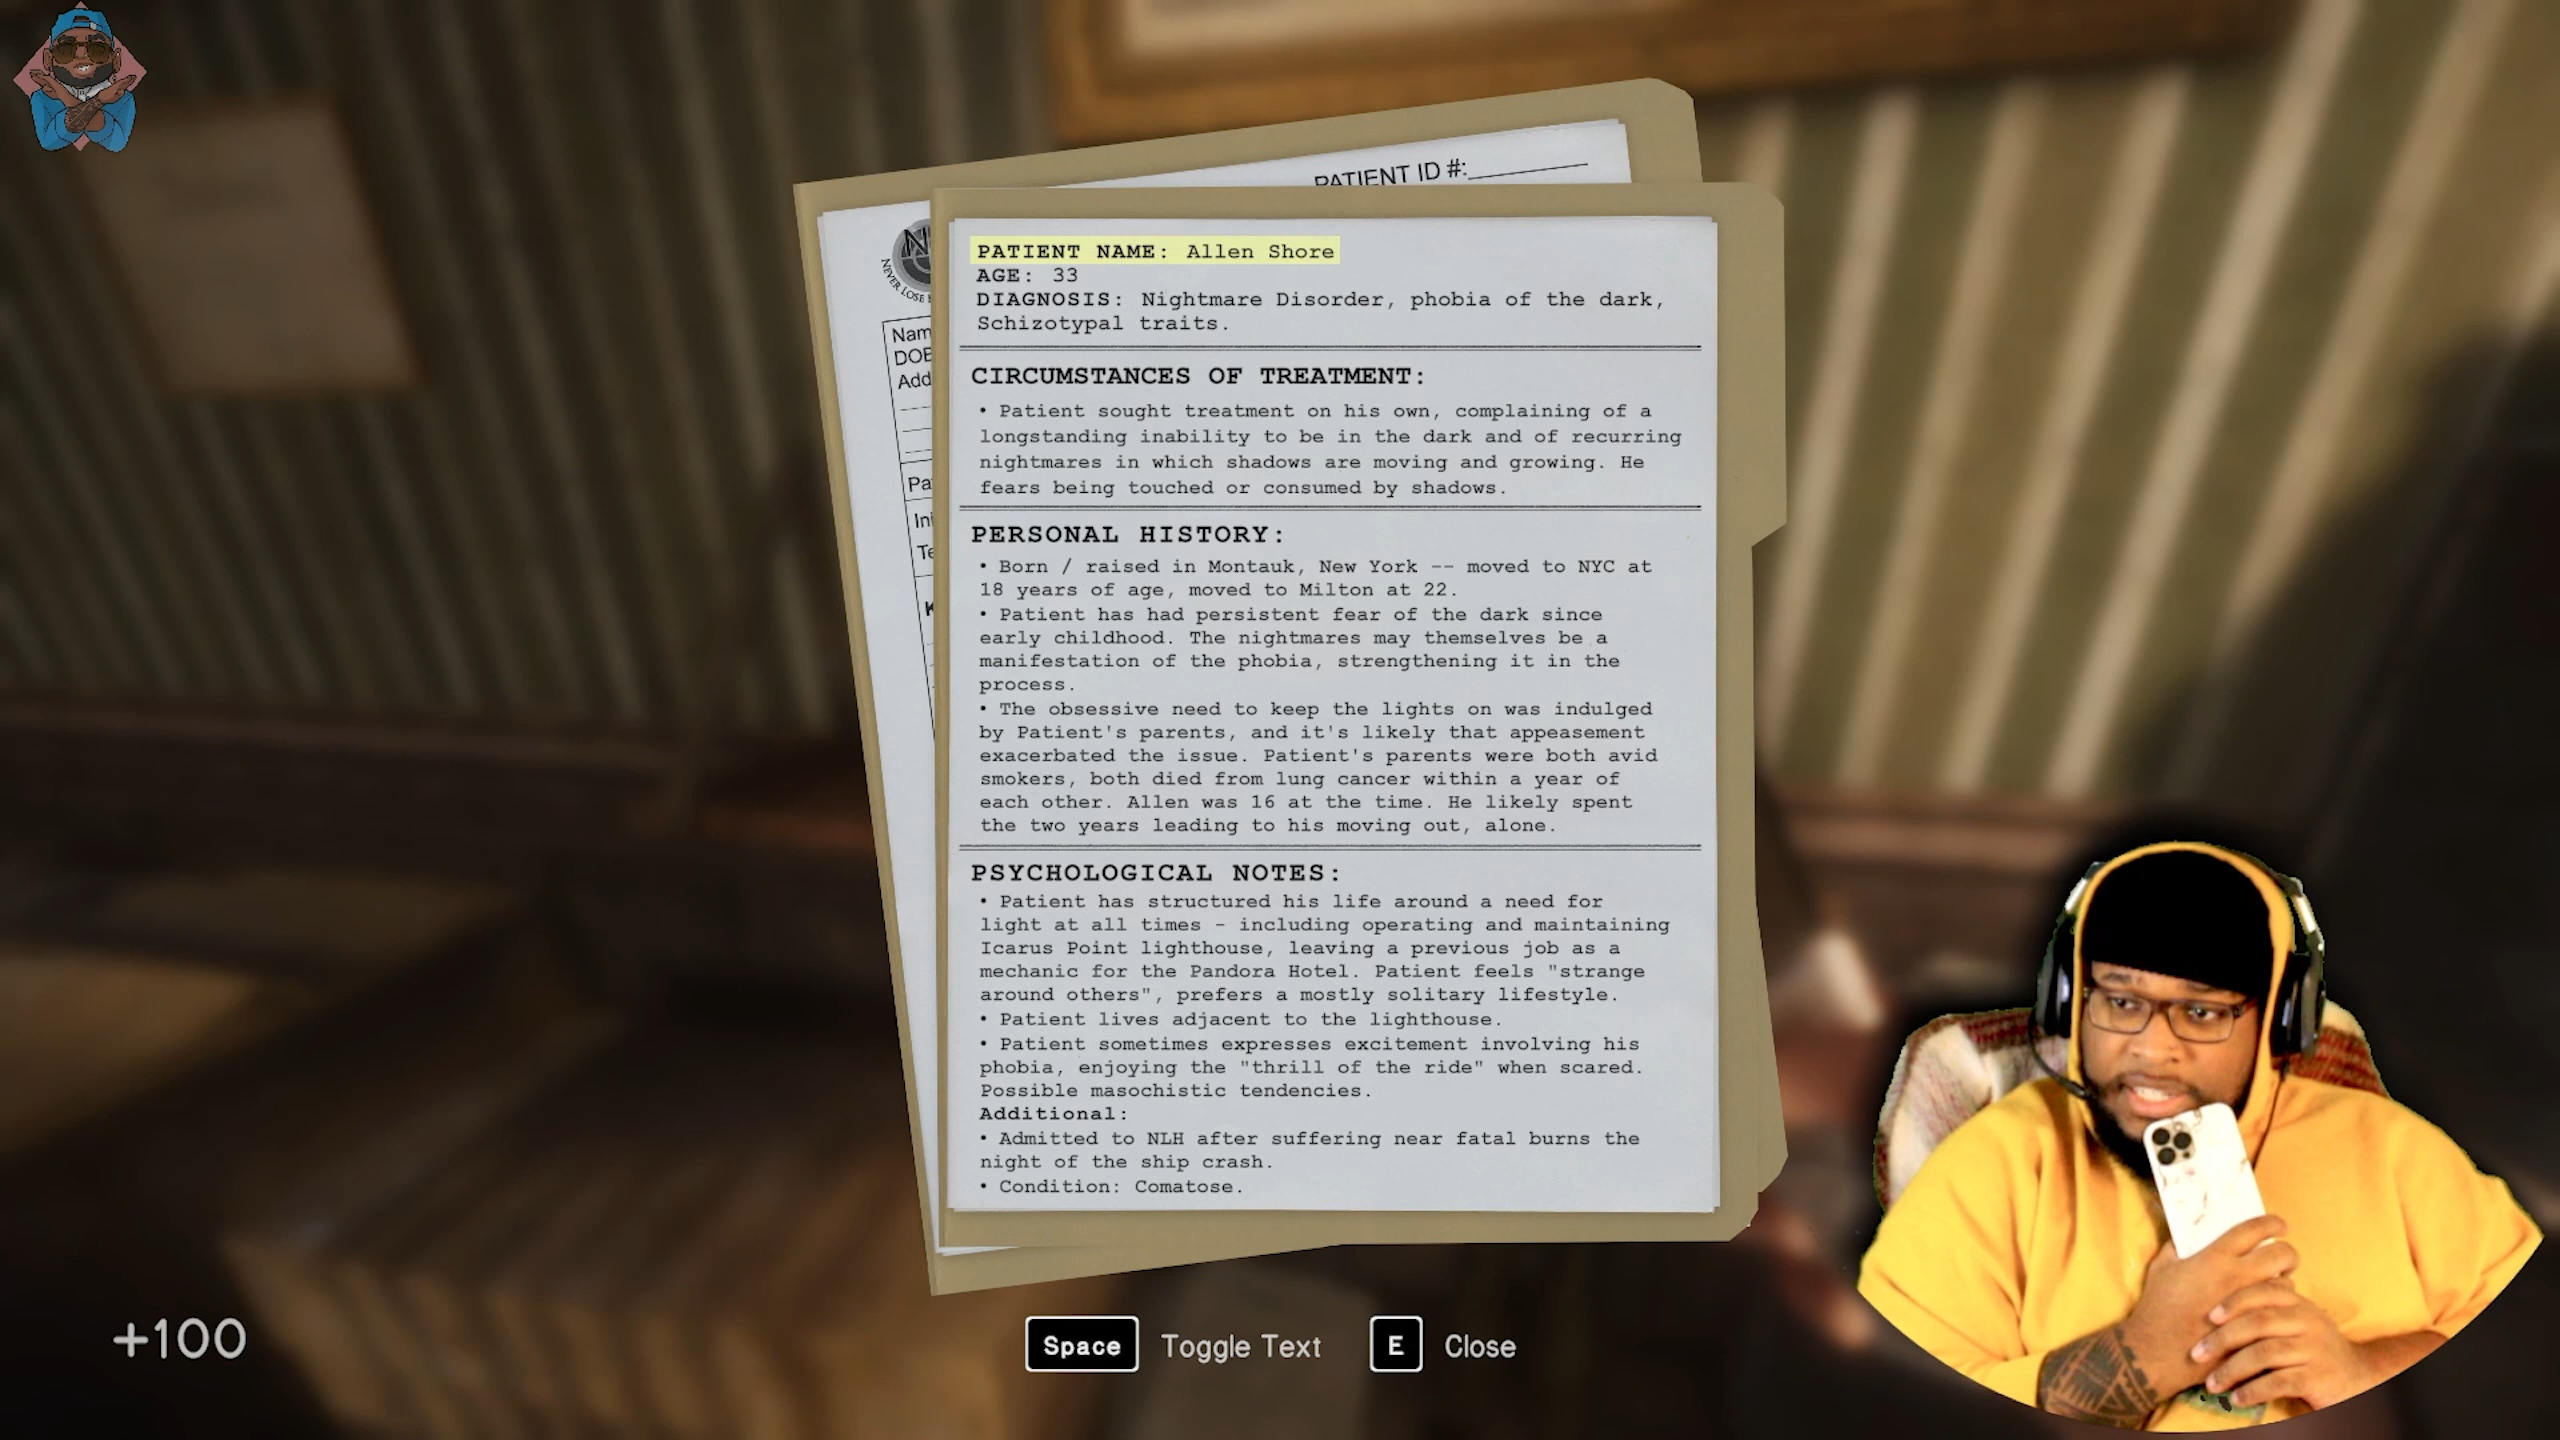 PATIENT ID #:
NEVER LOSE
PATIENT NAME: Allen Shore
AGE: 33
DIAGNOSIS: Nightmare Disorder, phobia of the dark,
Schizotypal traits.
CIRCUMSTANCES OF TREATMENT:
• Patient sought treatment on his own, complaining of a
longstanding inability to be in the dark and of recurring
nightmares in which shadows are moving and growing. He
fears being touched or consumed by shadows.
PERSONAL HISTORY:
• Born / raised in Montauk, New York -- moved to NYC at
18 years of age, moved to Milton at 22.
• Patient has had persistent fear of the dark since
early childhood. The nightmares may themselves be a
manifestation of the phobia, strengthening it in the
process.
• The obsessive need to keep the lights on was indulged
by Patient's parents, and it's likely that appeasement
exacerbated the issue. Patient's parents were both avid
smokers, both died from lung cancer within a year of
each other. Allen was 16 at the time. He likely spent
the two years leading to his moving out, alone.
PSYCHOLOGICAL NOTES:
• Patient has structured his life around a need for
light at all times - including operating and maintaining
Icarus Point lighthouse, leaving a previous job as a
mechanic for the Pandora Hotel. Patient feels "strange
around others", prefers a mostly solitary lifestyle.
• Patient lives adjacent to the lighthouse.
• Patient sometimes expresses excitement involving his
phobia, enjoying the "thrill of the ride" when scared.
Possible masochistic tendencies.
Additional:
• Admitted to NLH after suffering near fatal burns the
night of the ship crash.
• Condition: Comatose.
Nam
DOB
Add
Pa
Ini
Te
+100
Space Toggle Text E Close